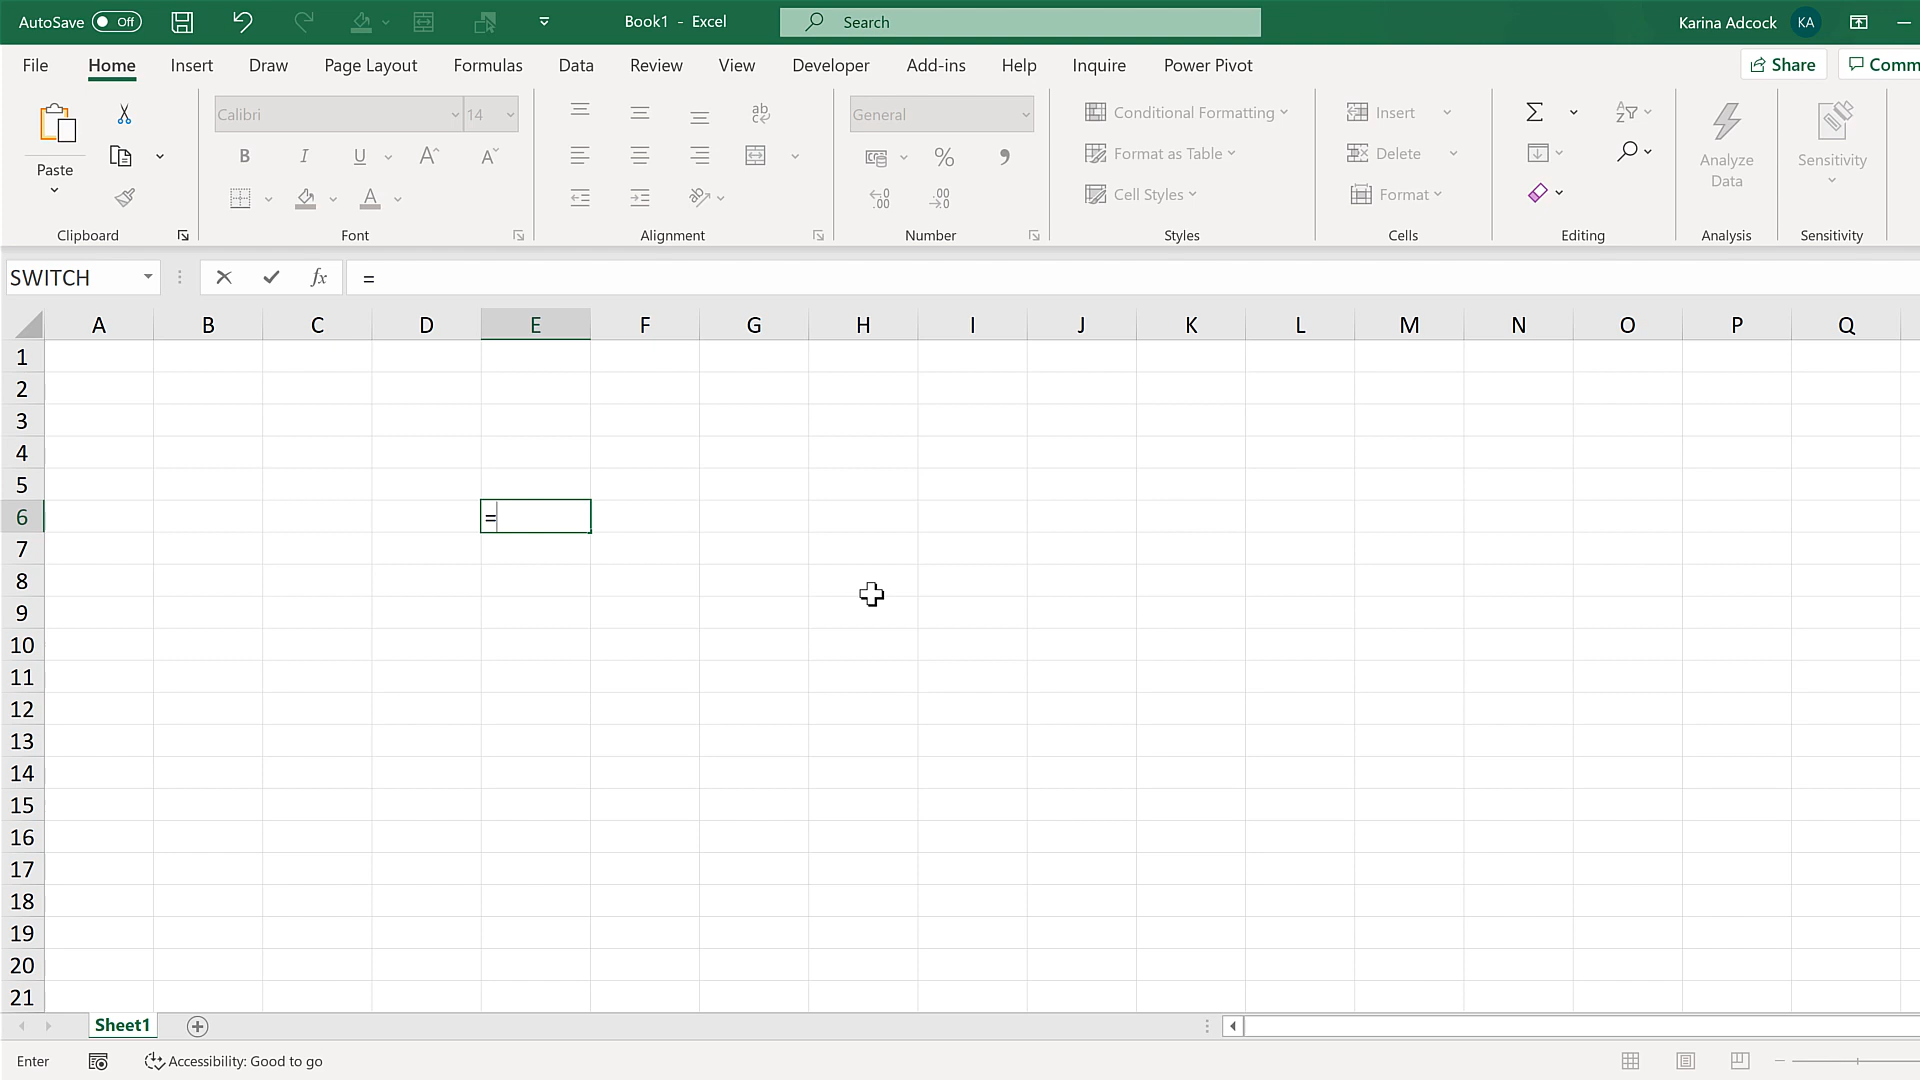 AutoSave Off Book1 - Excel Search Karina Adcock KA
File Home Insert Draw Page Layout Formulas Data Review View Developer Add-ins Help Inquire Power Pivot Share Comm
Paste
Calibri 14
B I U A A
A
ab
General
%
Conditional Formatting
Format as Table
Cell Styles
Insert
Delete
Format
Analyze
Data
Sensitivity
Clipboard Font Alignment Number Styles Cells Editing Analysis Sensitivity
SWITCH fx =
A B C D E F G H I J K L M N O P Q
1
2
3
4
5
6 =
7
8
9
10
11
12
13
14
15
16
17
18
19
20
21
Sheet1
Enter Accessibility: Good to go